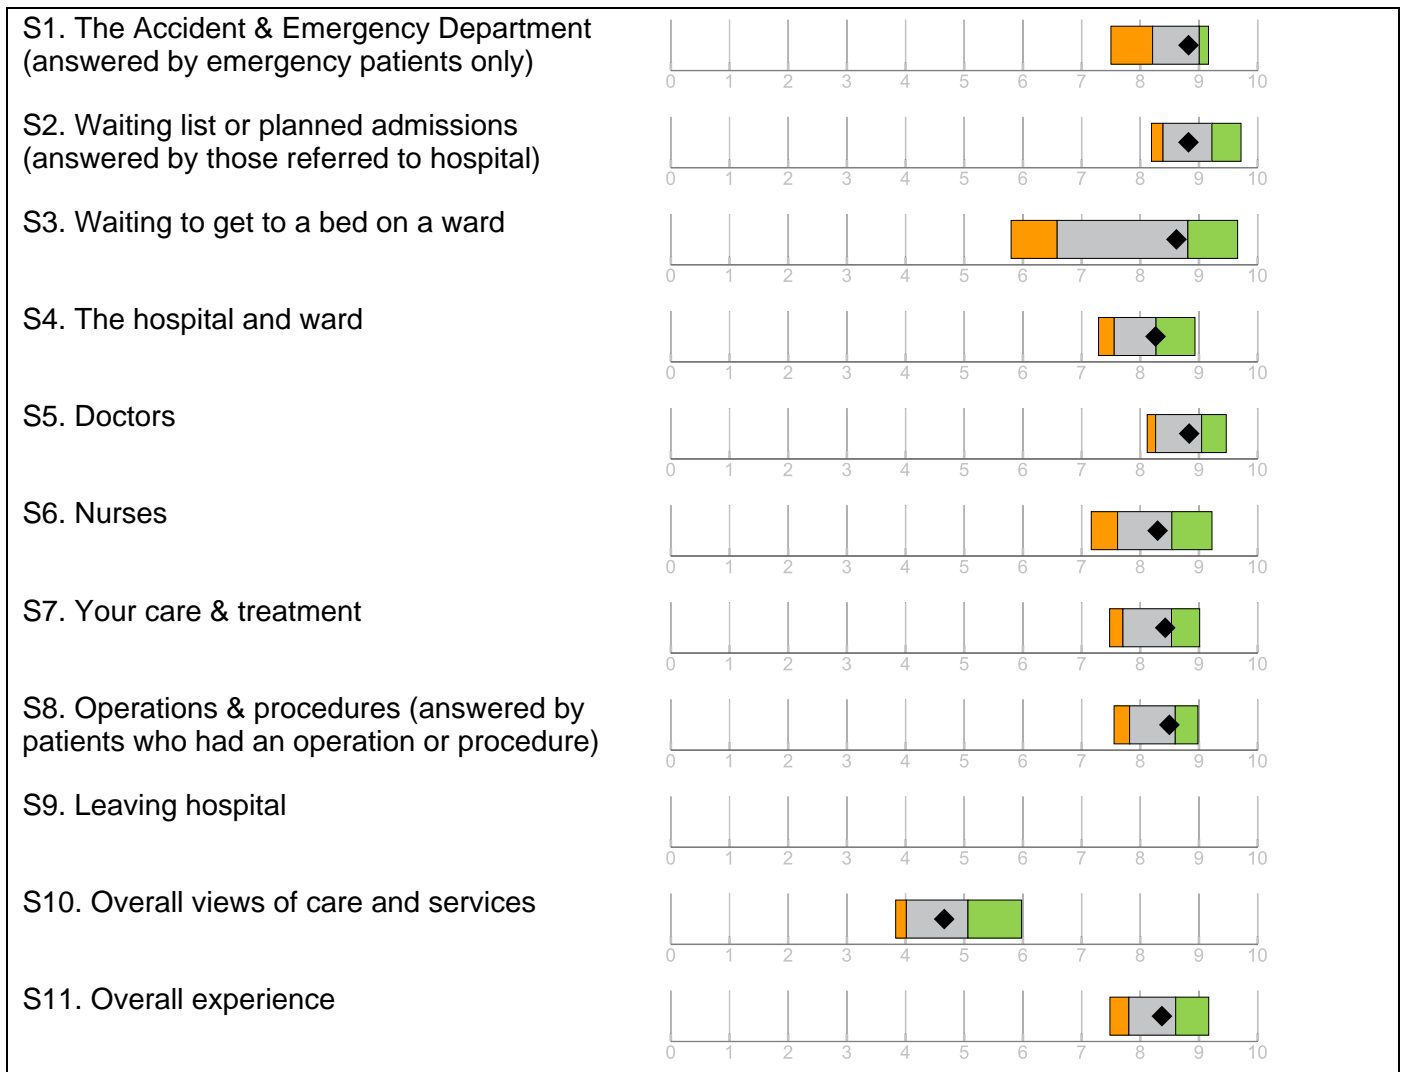 S1. The Accident & Emergency Department
(answered by emergency patients only)
0 1 2 3 4 5 6 7 8 9 10
S2. Waiting list or planned admissions
(answered by those referred to hospital)
0 1 2 3 4 5 6 7 8 9 10
S3. Waiting to get to a bed on a ward
0 1 2 3 4 5 6 7 8 9 10
S4. The hospital and ward
0 1 2 3 4 5 6 7 8 9 10
S5. Doctors
0 1 2 3 4 5 6 7 8 9 10
S6. Nurses
0 1 2 3 4 5 6 7 8 9 10
S7. Your care & treatment
0 1 2 3 4 5 6 7 8 9 10
S8. Operations & procedures (answered by
patients who had an operation or procedure)
0 1 2 3 4 5 6 7 8 9 10
S9. Leaving hospital
0 1 2 3 4 5 6 7 8 9 10
S10. Overall views of care and services
0 1 2 3 4 5 6 7 8 9 10
S11. Overall experience
0 1 2 3 4 5 6 7 8 9 10